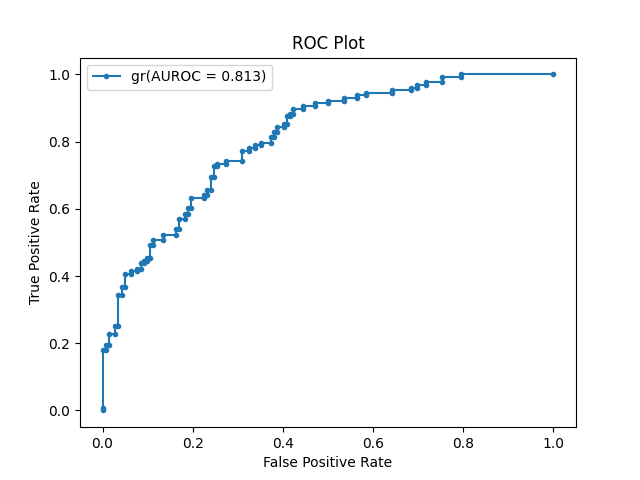 ROC Plot
gr(AUROC = 0.813)
True Positive Rate
1.0
0.8
0.6
0.4
0.2
0.0
0.0 0.2 0.4 0.6 0.8 1.0
False Positive Rate